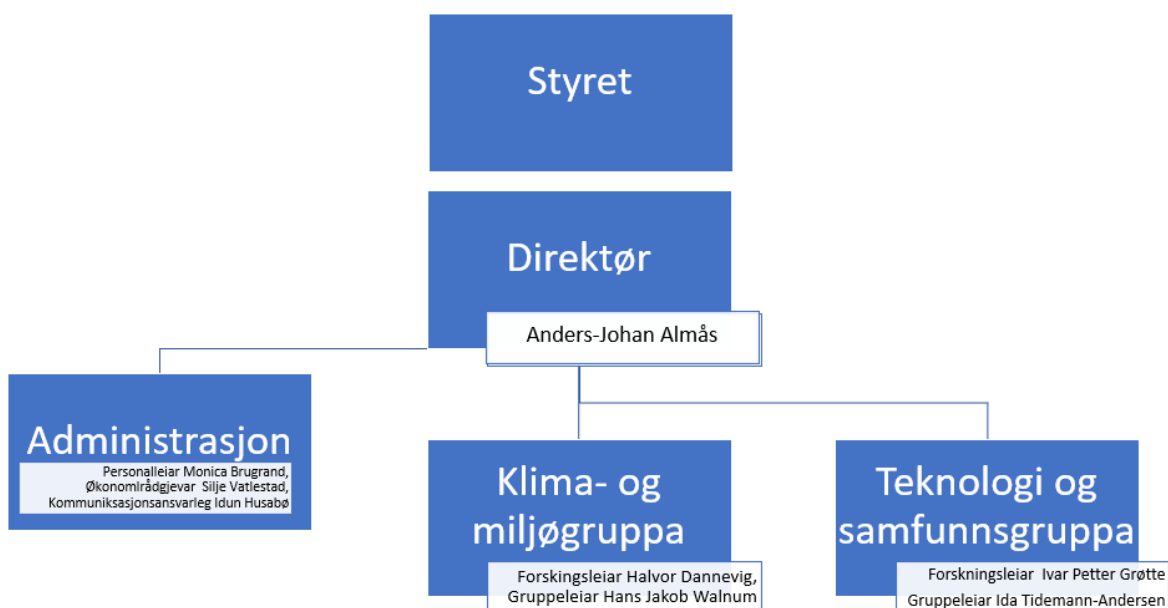 Styret
Direktør
Anders-Johan Almås
Administrasjon
Personalleiar Monica Brugrand,
Økonomlrådgjevar Silje Vatlestad,
Kommuniksasjonsansvarleg Idun Husabø
Klima- og
miljøgruppa
Forskingsleiar Halvor Dannevig,
Gruppeleiar Hans Jakob Walnum
Teknologi og
samfunnsgruppa
Forskningsleiar Ivar Petter Grøtte
Gruppeleiar Ida Tidemann-Andersen